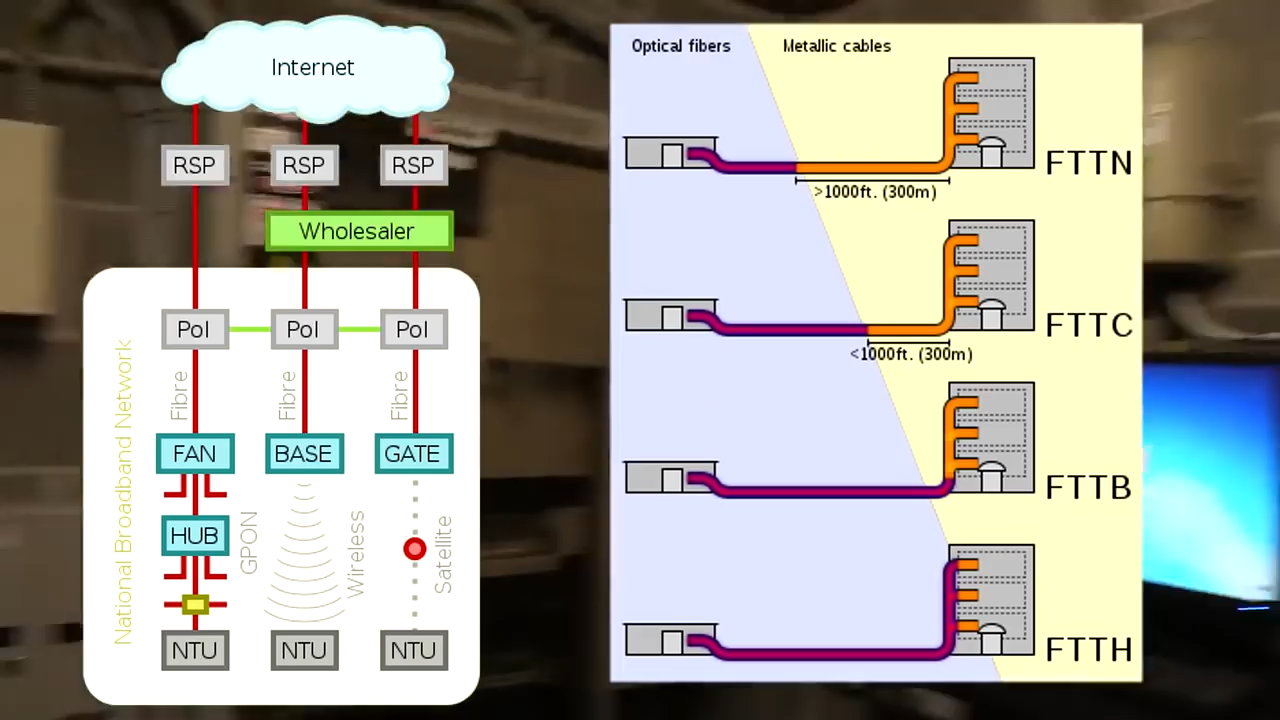 Internet
RSP
RSP
RSP
Wholesaler
PoI
PoI
PoI
National Broadband Network
Fibre
Fibre
Fibre
FAN
BASE
GATE
HUB
GPON
Wireless
Satellite
NTU
NTU
NTU
Optical fibers
Metallic cables
FTTN
>1000ft. (300m)
FTTC
<1000ft. (300m)
FTTB
FTTH